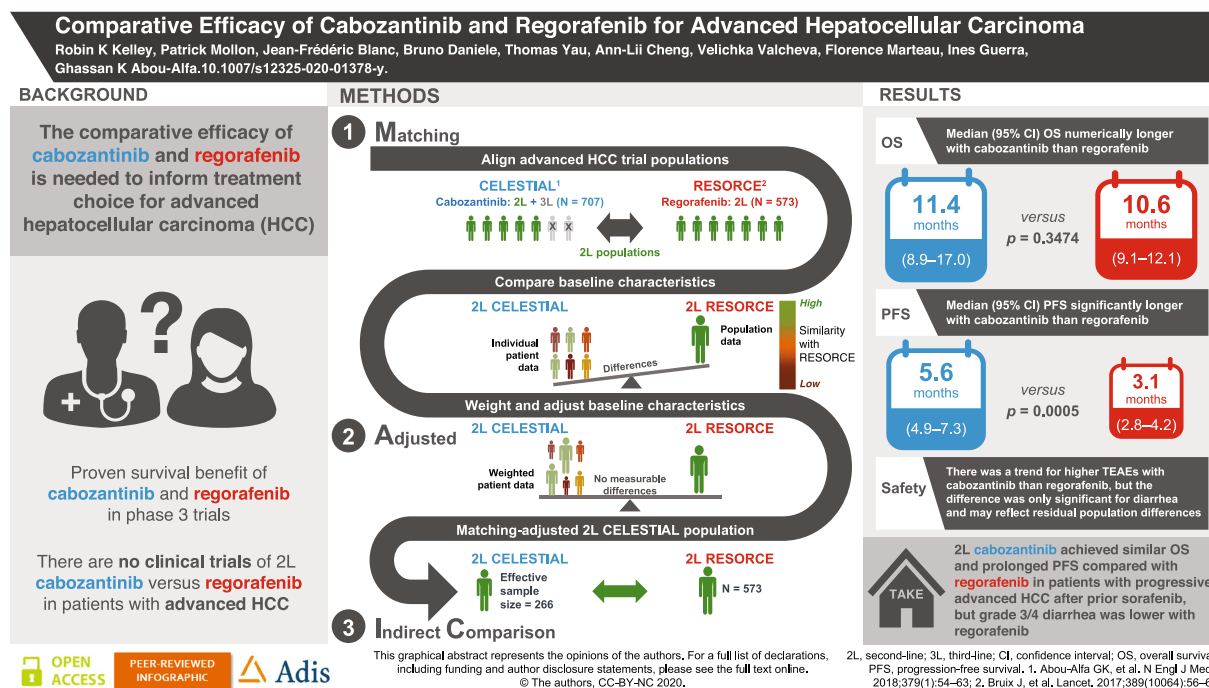 Comparative Efficacy of Cabozantinib and Regorafenib for Advanced Hepatocellular Carcinoma
Robin K Kelley, Patrick Mollon, Jean-Frédéric Blanc, Bruno Daniele, Thomas Yau, Ann-Lii Cheng, Velichka Valcheva, Florence Marteau, Ines Guerra,
Ghassan K Abou-Alfa.10.1007/s12325-020-01378-y.
BACKGROUND
The comparative efficacy of
cabozantinib and regorafenib
is needed to inform treatment
choice for advanced
hepatocellular carcinoma (HCC)
?
Proven survival benefit of
cabozantinib and regorafenib
in phase 3 trials
There are no clinical trials of 2L
cabozantinib versus regorafenib
in patients with advanced HCC
METHODS
1 Matching
Align advanced HCC trial populations
CELESTIAL1
Cabozantinib: 2L + 3L (N = 707)
X X
RESORCE2
Regorafenib: 2L (N = 573)
2L populations
Compare baseline characteristics
2L CELESTIAL
2L RESORCE
Individual
patient
data
Differences
Population
data
High
Similarity
with
RESORCE
Low
Weight and adjust baseline characteristics
2 Adjusted
2L CELESTIAL
2L RESORCE
Weighted
patient data
No measurable
differences
Matching-adjusted 2L CELESTIAL population
2L CELESTIAL
2L RESORCE
Effective
sample
size = 266
N = 573
3 Indirect Comparison
RESULTS
OS
Median (95% CI) OS numerically longer
with cabozantinib than regorafenib
11.4
months
(8.9–17.0)
versus
p = 0.3474
10.6
months
(9.1–12.1)
PFS
Median (95% CI) PFS significantly longer
with cabozantinib than regorafenib
5.6
months
(4.9–7.3)
versus
p = 0.0005
3.1
months
(2.8–4.2)
Safety
There was a trend for higher TEAEs with
cabozantinib than regorafenib, but the
difference was only significant for diarrhea
and may reflect residual population differences
TAKE
2L cabozantinib achieved similar OS
and prolonged PFS compared with
regorafenib in patients with progressive
advanced HCC after prior sorafenib,
but grade 3/4 diarrhea was lower with
regorafenib
OPEN
ACCESS
PEER-REVIEWED
INFOGRAPHIC
Adis
This graphical abstract represents the opinions of the authors. For a full list of declarations,
including funding and author disclosure statements, please see the full text online.
© The authors, CC-BY-NC 2020.
2L, second-line; 3L, third-line; CI, confidence interval; OS, overall
PFS, progression-free survival. 1. Abou-Alfa GK, et al. N Engl J
2018;379(1):54–63; 2. Bruix J, et al. Lancet. 2017;389(10064):56–